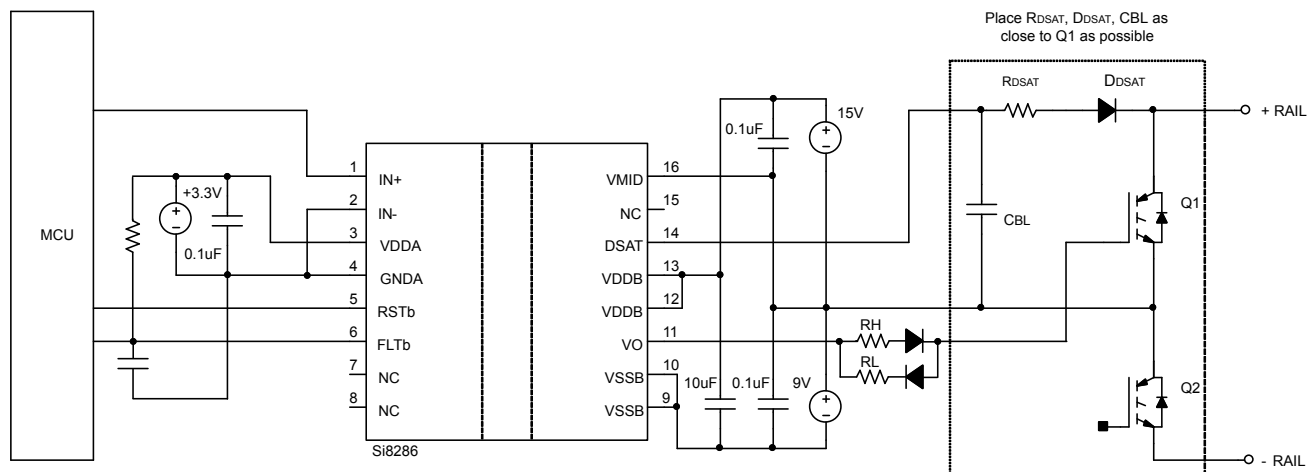 Place RDSAT, DDSAT, CBL as
close to Q1 as possible
RDSAT
DDSAT
+ RAIL
MCU
0.1uF
15V
1
IN+
VMID
16
+3.3V
2
IN-
NC
15
Q1
0.1uF
3
VDDA
DSAT
14
CBL
4
GNDA
VDDB
13
5
RSTb
VDDB
12
6
FLTb
VO
11
RH
7
NC
VSSB
10
RL
10uF
0.1uF
9V
8
NC
VSSB
9
Q2
Si8286
- RAIL